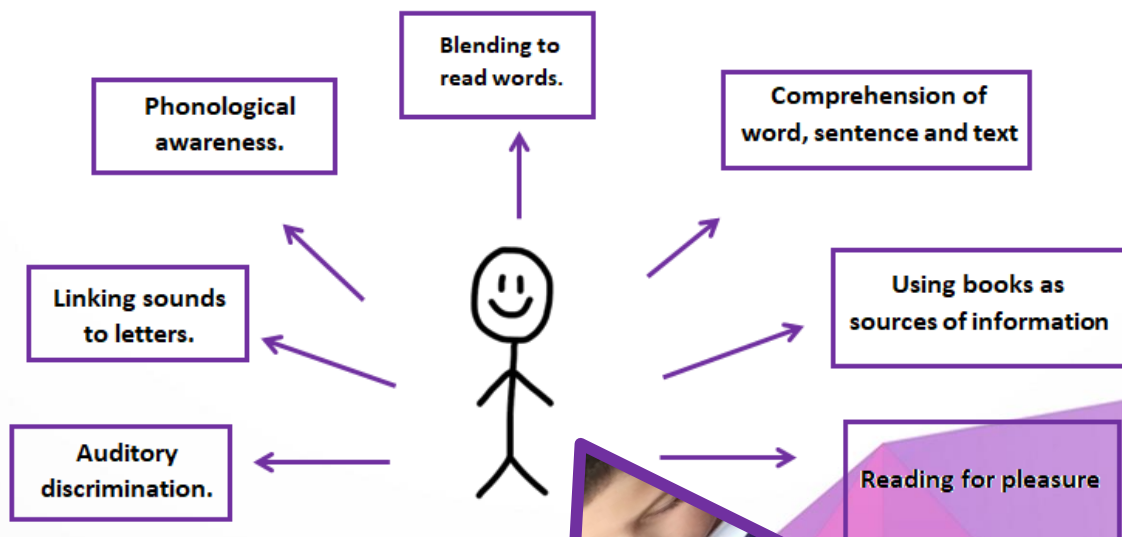 Blending to
read words.
Phonological
awareness.
Comprehension of
word, sentence and text
Linking sounds
to letters.
Using books as
sources of information
Auditory
discrimination.
Reading for pleasure